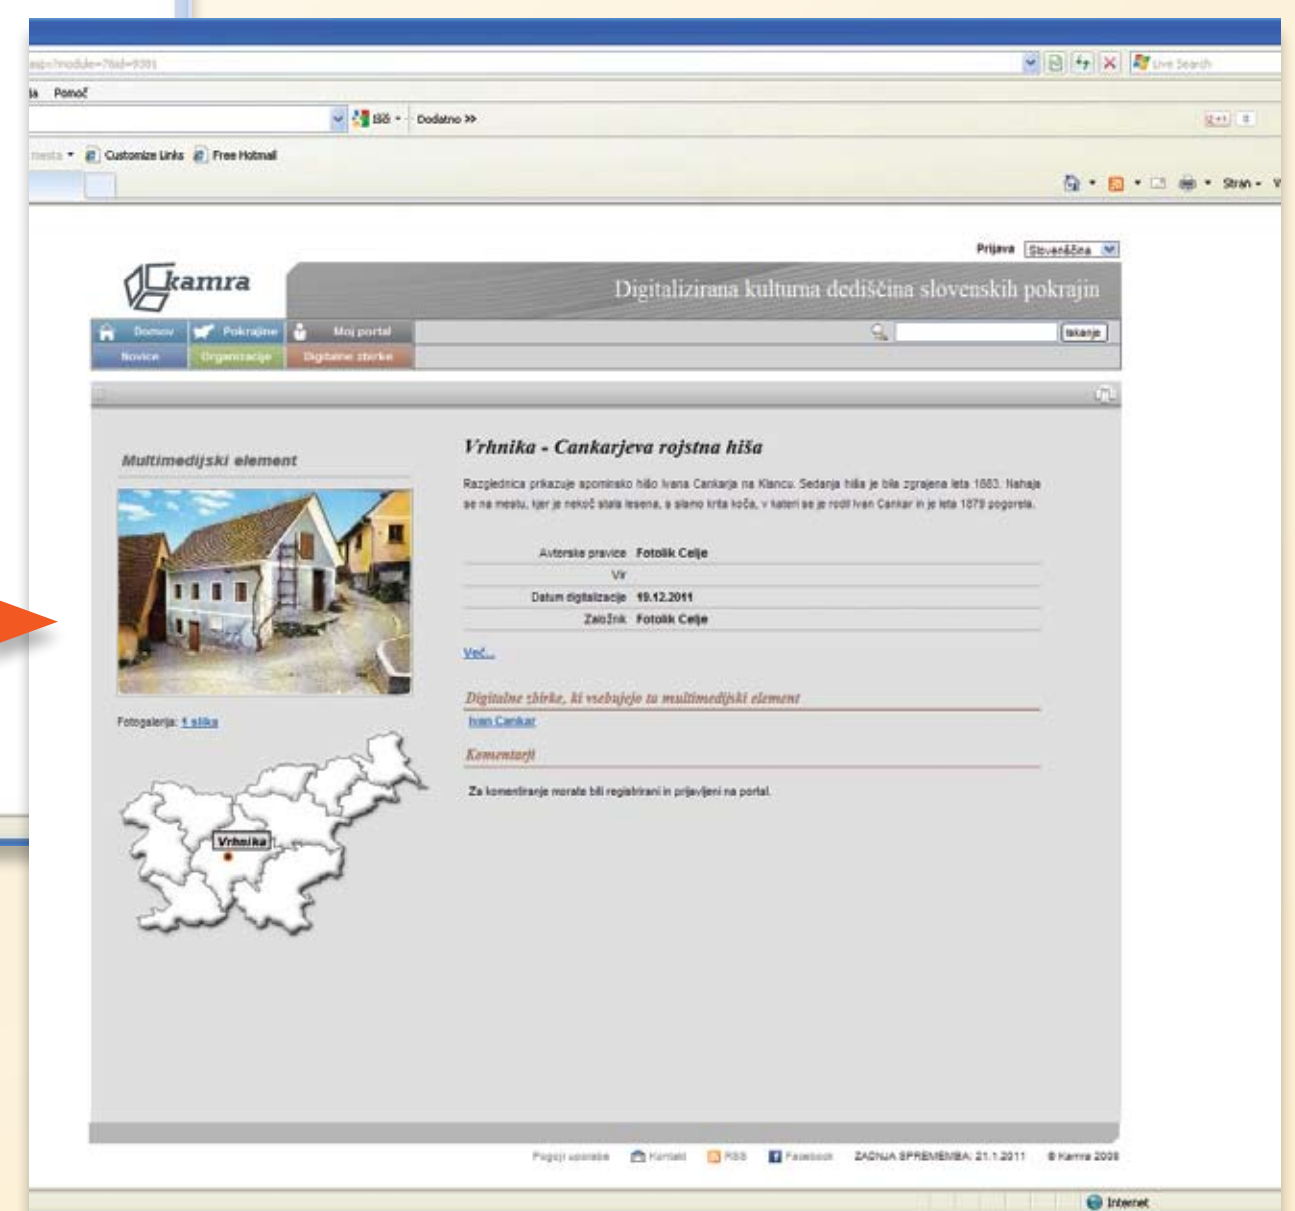 Pomoč
Live Search
Išči
Dodatno >>
Customize Links Free Hotmail
Stran
Prijava Slovenščina
kamra
Digitalizirana kulturna dediščina slovenskih pokrajin
Domov Pokrajine Moj portal
Iskanje
Novice Organizacije Digitalne zbirke
Multimedijski element
Vrhnika - Cankarjeva rojstna hiša
Razglednica prikazuje spominsko hišo Ivana Cankarja na Klancu. Sedanja hiša je bila zgrajena leta 1883. Nahaja
se na mestu, kjer je nekoč stala lesena, s slamo krita koča, v kateri se je rodil Ivan Cankar in je leta 1879 pogorela.
Avtorske pravice Fotolik Celje
Vir
Datum digitalizacije 19.12.2011
Založnik Fotolik Celje
Več...
Digitalne zbirke, ki vsebujejo ta multimedijski element
Ivan Cankar
Komentarji
Za komentiranje morate biti registrirani in prijavljeni na portal.
Fotogalerija: 1 slika
Vrhnika
Pogoji uporabe Kontakt RSS Facebook ZADNJA SPREMEMBA: 21.1.2011 © Kamra 2008
Internet